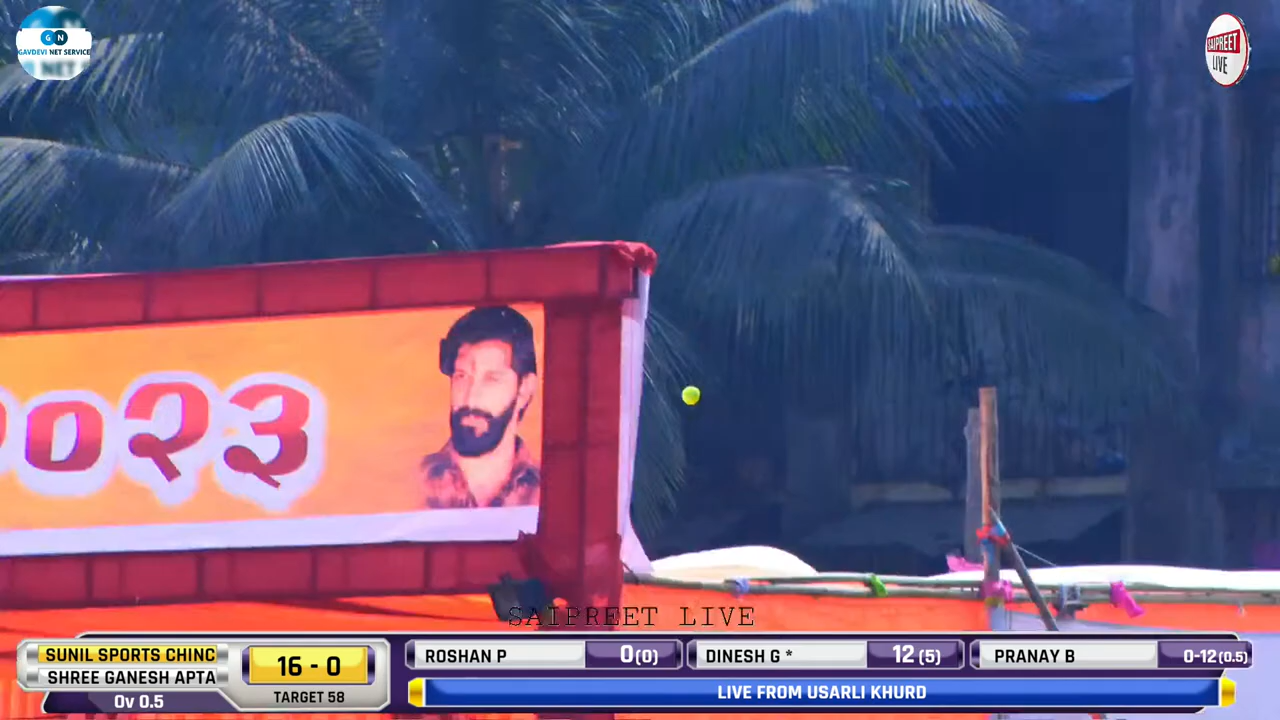 GN
GAVDEVI NET SERVICE
SAIPREET
LIVE
२०२३
SAIPREET LIVE
SUNIL SPORTS CHINC
SHREE GANESH APTA
Ov 0.5
16 - 0
TARGET 58
ROSHAN P 0(0)
DINESH G * 12 (5)
PRANAY B 0-12(0.5)
LIVE FROM USARLI KHURD